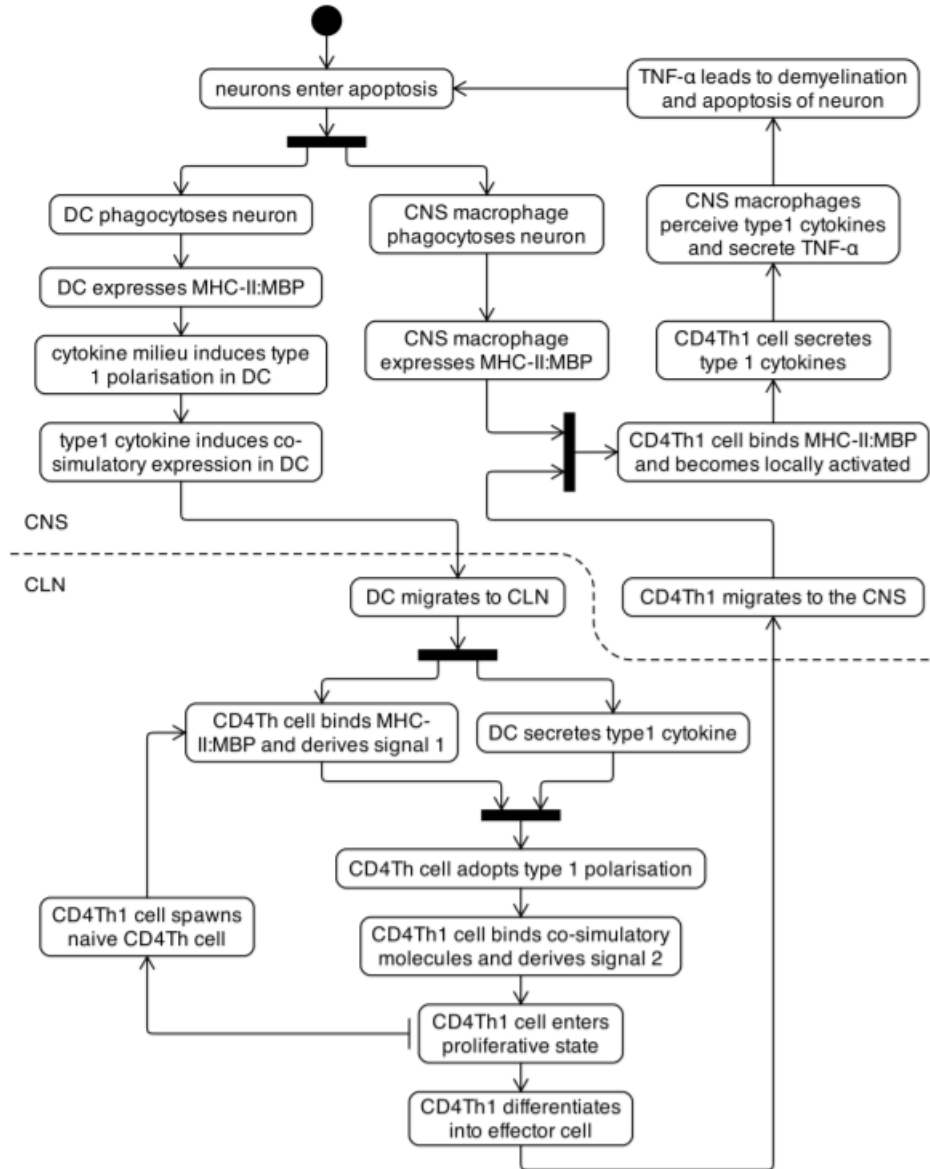 neurons enter apoptosis
TNF-α leads to demyelination
and apoptosis of neuron
DC phagocytoses neuron
CNS macrophage
phagocytoses neuron
CNS macrophages
perceive type1 cytokines
and secrete TNF-α
DC expresses MHC-II:MBP
cytokine milieu induces type
1 polarisation in DC
CNS macrophage
expresses MHC-II:MBP
CD4Th1 cell secretes
type 1 cytokines
type1 cytokine induces co-
simulatory expression in DC
CD4Th1 cell binds MHC-II:MBP
and becomes locally activated
CNS
CLN
DC migrates to CLN
CD4Th1 migrates to the CNS
CD4Th cell binds MHC-
II:MBP and derives signal 1
DC secretes type1 cytokine
CD4Th cell adopts type 1 polarisation
CD4Th1 cell spawns
naive CD4Th cell
CD4Th1 cell binds co-simulatory
molecules and derives signal 2
CD4Th1 cell enters
proliferative state
CD4Th1 differentiates
into effector cell